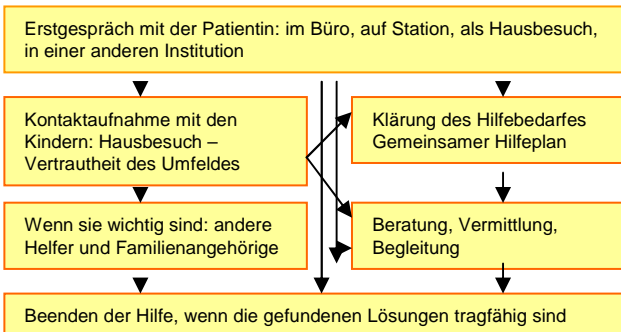 Erstgespräch mit der Patientin: im Büro, auf Station, als Hausbesuch,
in einer anderen Institution
Kontaktaufnahme mit den
Kindern: Hausbesuch –
Vertrautheit des Umfeldes
Klärung des Hilfebedarfes
Gemeinsamer Hilfeplan
Wenn sie wichtig sind: andere
Helfer und Familienangehörige
Beratung, Vermittlung,
Begleitung
Beenden der Hilfe, wenn die gefundenen Lösungen tragfähig sind